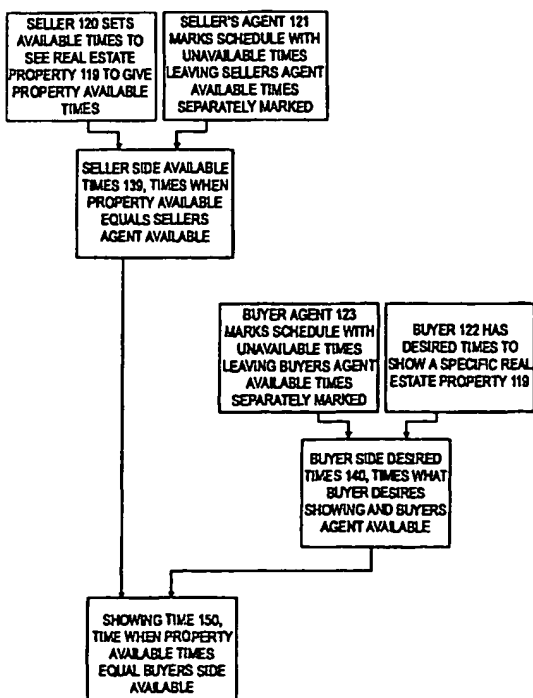 SELLER 120 SETS
AVAILABLE TIMES TO
SEE REAL ESTATE
PROPERTY 119 TO GIVE
PROPERTY AVAILABLE
TIMES
SELLER'S AGENT 121
MARKS SCHEDULE WITH
UNAVAILABLE TIMES
LEAVING SELLERS AGENT
AVAILABLE TIMES
SEPARATELY MARKED
SELLER SIDE AVAILABLE
TIMES 139, TIMES WHEN
PROPERTY AVAILABLE
EQUALS SELLERS
AGENT AVAILABLE
BUYER AGENT 123
MARKS SCHEDULE WITH
UNAVAILABLE TIMES
LEAVING BUYERS AGENT
AVAILABLE TIMES
SEPARATELY MARKED
BUYER 122 HAS
DESIRED TIMES TO
SHOW A SPECIFIC REAL
ESTATE PROPERTY 119
BUYER SIDE DESIRED
TIMES 140, TIMES WHAT
BUYER DESIRES
SHOWING AND BUYERS
AGENT AVAILABLE
SHOWING TIME 150,
TIME WHEN PROPERTY
AVAILABLE TIMES
EQUAL BUYERS SIDE
AVAILABLE